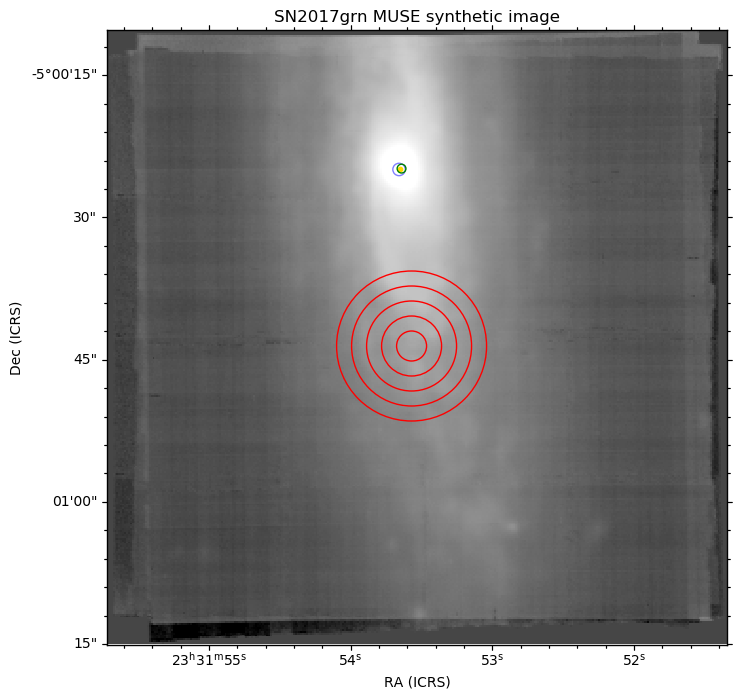 SN2017grn MUSE synthetic image
-5°00'15"
30"
45"
01'00"
15"
Dec (ICRS)
23ʰ31ᵐ55ˢ
54ˢ
53ˢ
52ˢ
RA (ICRS)